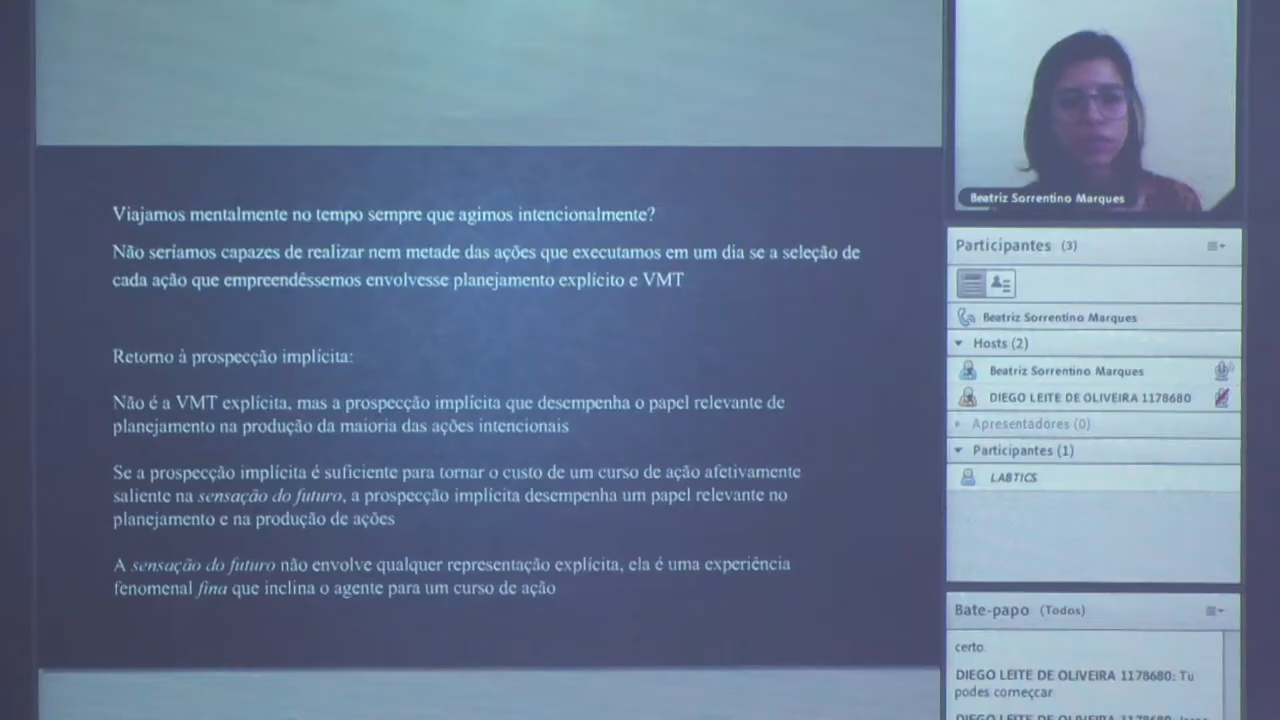 Viajamos mentalmente no tempo sempre que agimos intencionalmente?
Não seríamos capazes de realizar nem metade das ações que executamos em um dia se a seleção de
cada ação que empreendêssemos envolvesse planejamento explícito e VMT
Retorno à prospecção implícita:
Não é a VMT explícita, mas a prospecção implícita que desempenha o papel relevante de
planejamento na produção da maioria das ações intencionais
Se a prospecção implícita é suficiente para tornar o custo de um curso de ação afetivamente
saliente na sensação do futuro, a prospecção implícita desempenha um papel relevante no
planejamento e na produção de ações
A sensação do futuro não envolve qualquer representação explícita, ela é uma experiência
fenomenal fina que inclina o agente para um curso de ação
Beatriz Sorrentino Marques
Participantes (3)
Beatriz Sorrentino Marques
Hosts (2)
Beatriz Sorrentino Marques
DIEGO LEITE DE OLIVEIRA 1178680
Apresentadores (0)
Participantes (1)
LABTICS
Bate-papo (Todos)
certo
DIEGO LEITE DE OLIVEIRA 1178680: Tu
podes começcar
DIEGO LEITE DE OLIVEIRA 1178680: